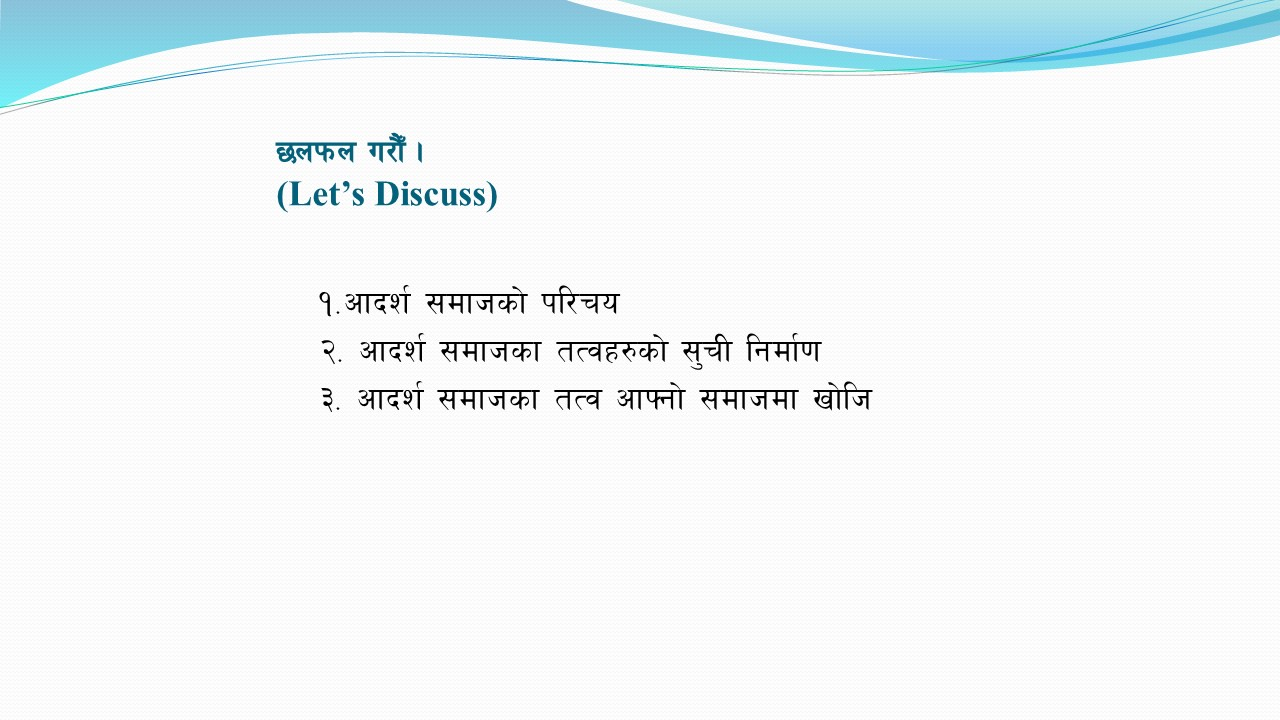 छलफल गरौँ ।
(Let’s Discuss)
१.आदर्श समाजको परिचय
२. आदर्श समाजका तत्वहरुको सुची निर्माण
३. आदर्श समाजका तत्व आफ्नो समाजमा खोजि